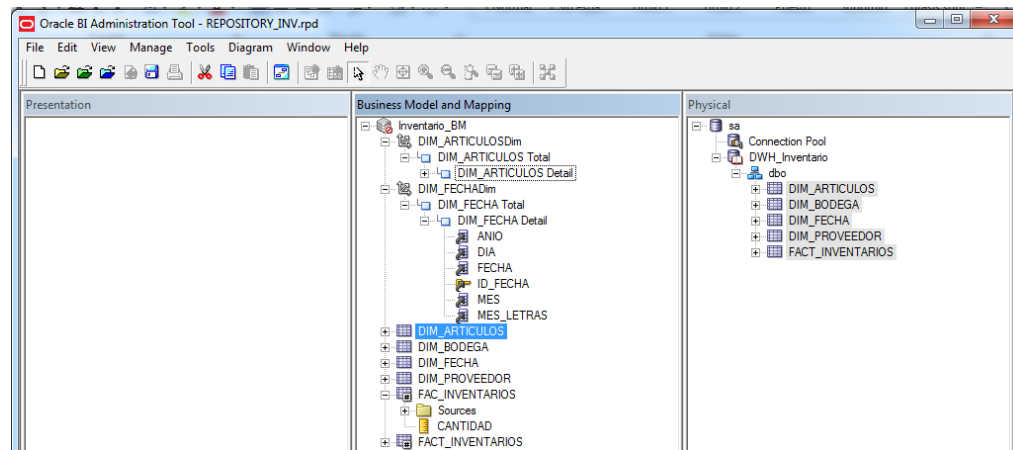 Oracle BI Administration Tool - REPOSITORY_INV.rpd
File Edit View Manage Tools Diagram Window Help
Presentation
Business Model and Mapping
Inventario_BM
DIM_ARTICULOSDim
DIM_ARTICULOS Total
DIM_ARTICULOS Detail
DIM_FECHADim
DIM_FECHA Total
DIM_FECHA Detail
ANIO
DIA
FECHA
ID_FECHA
MES
MES_LETRAS
DIM_ARTICULOS
DIM_BODEGA
DIM_FECHA
DIM_PROVEEDOR
FAC_INVENTARIOS
Sources
CANTIDAD
FACT_INVENTARIOS
Physical
sa
Connection Pool
DWH_Inventario
dbo
DIM_ARTICULOS
DIM_BODEGA
DIM_FECHA
DIM_PROVEEDOR
FACT_INVENTARIOS